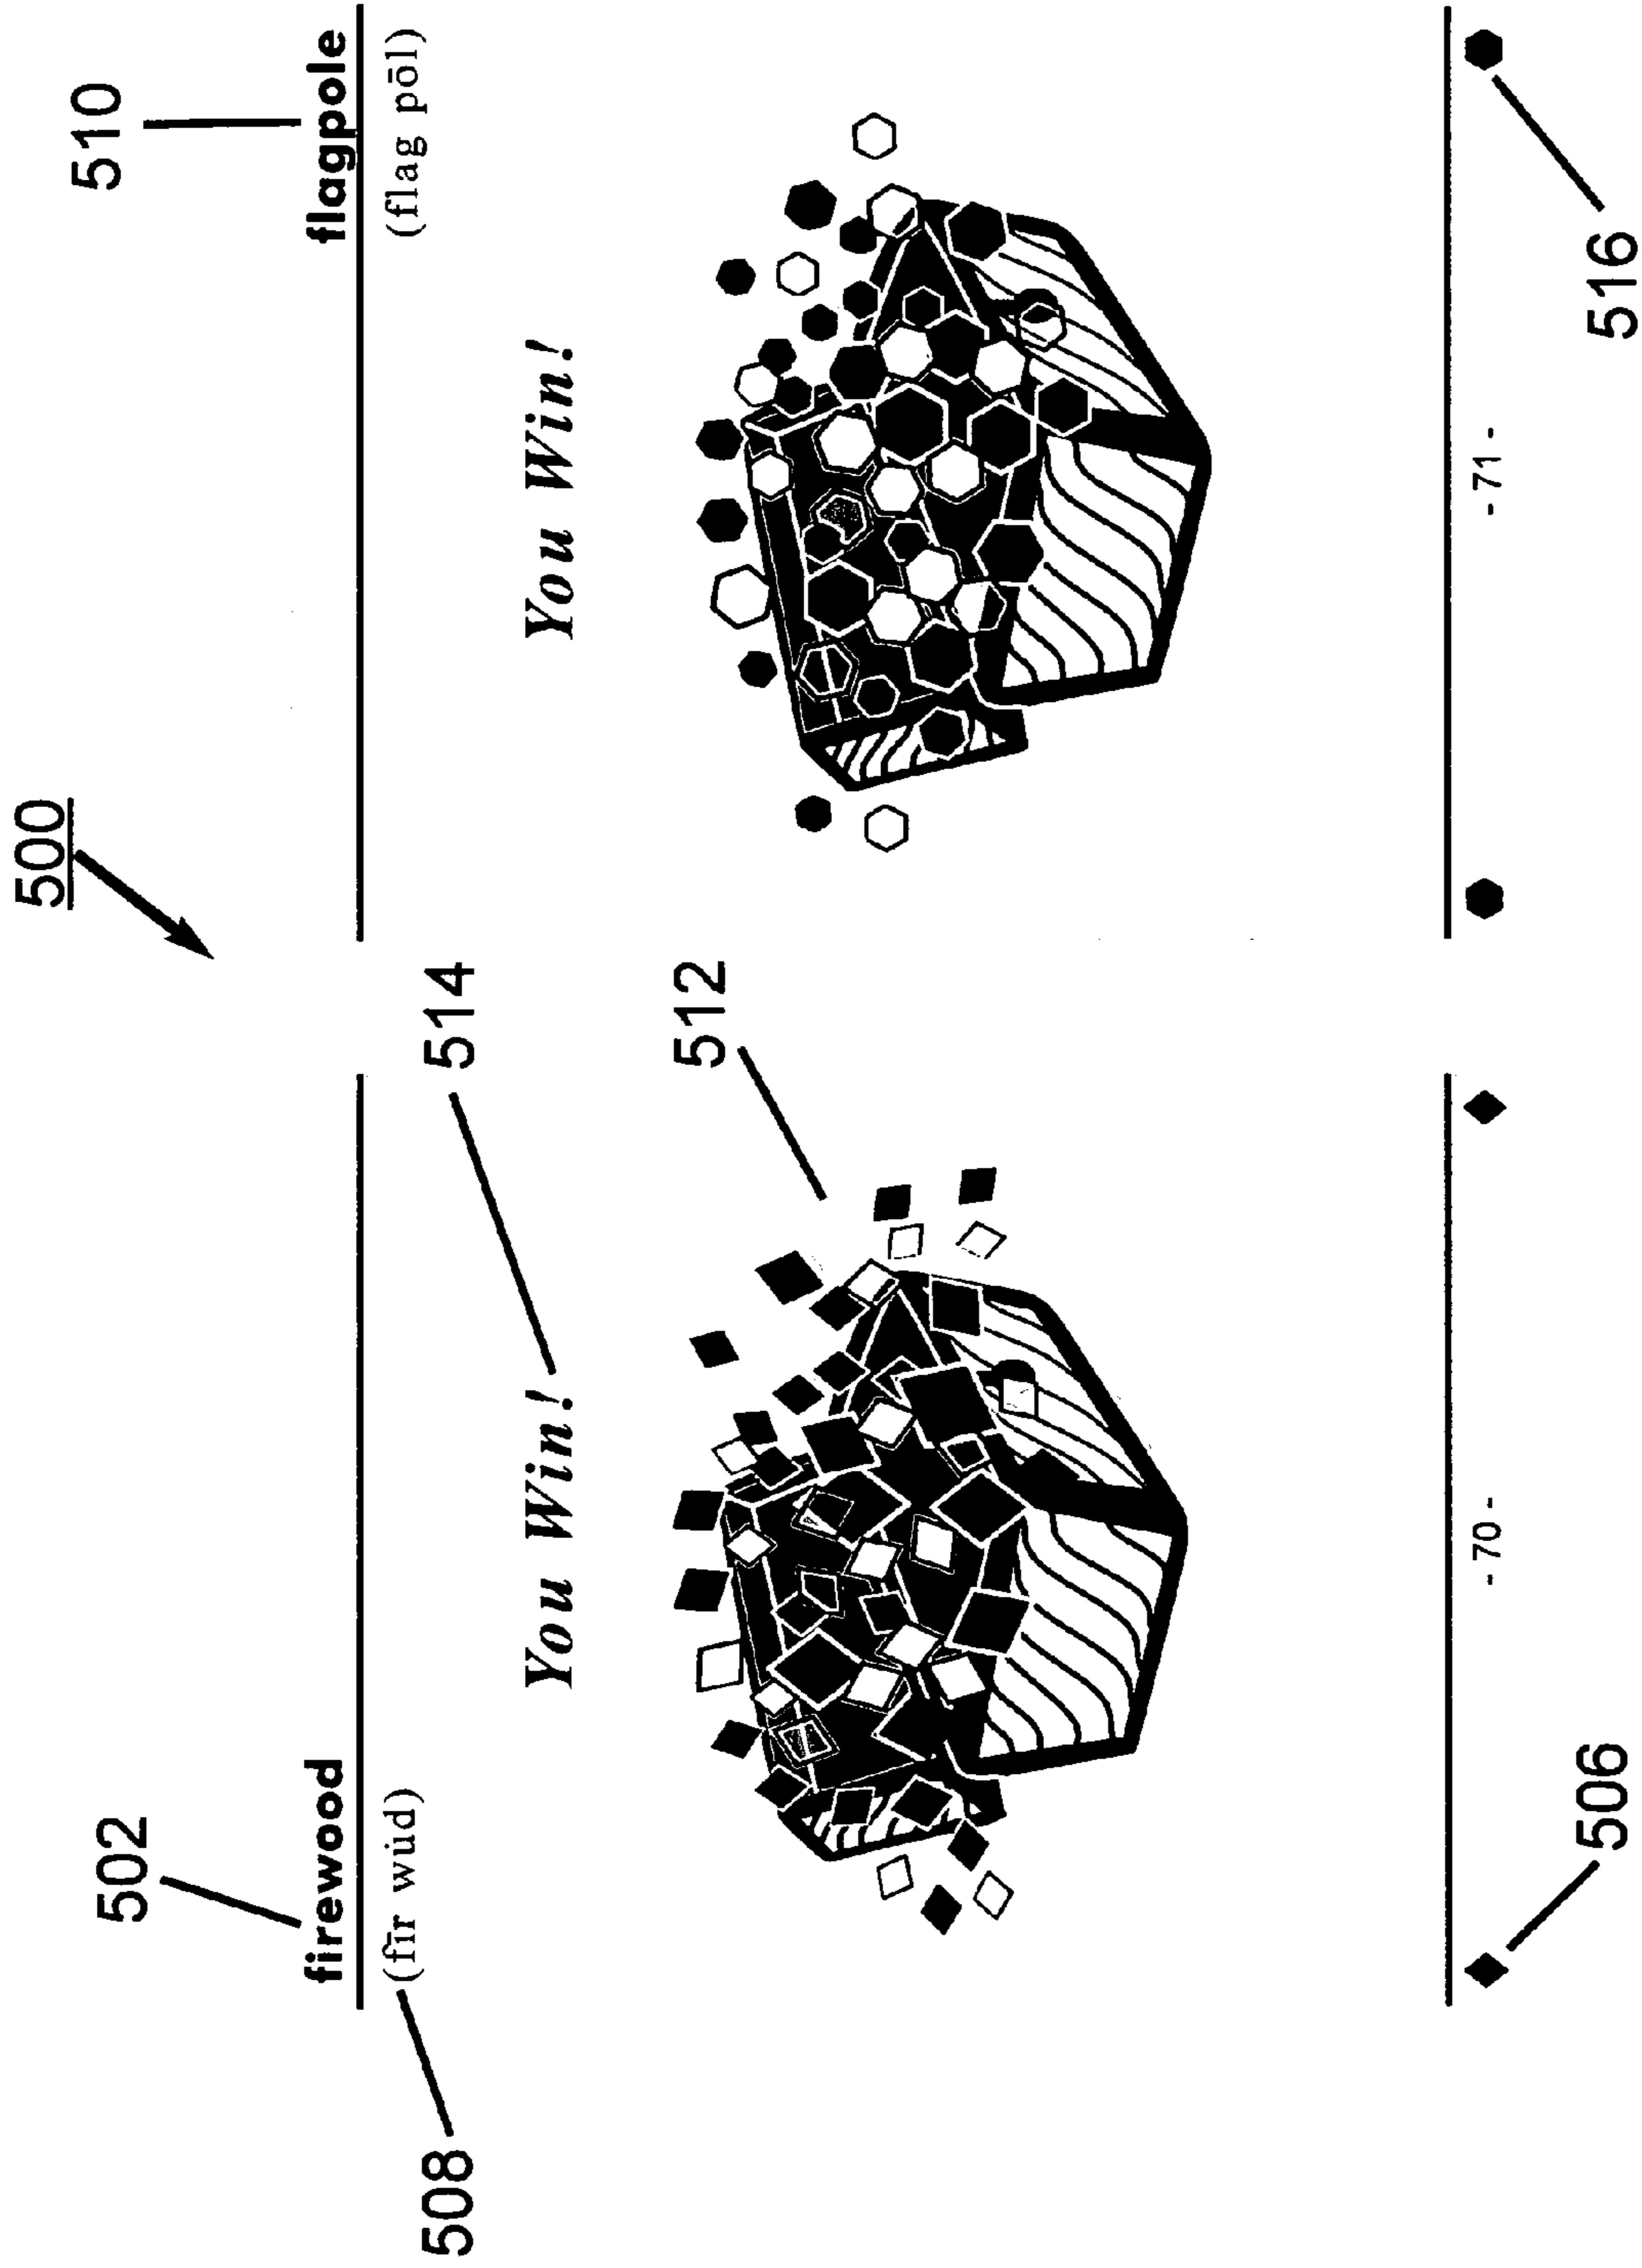 500
502
firewood
510
flagpole
508
(fīr wu̇d)
(flag pōl)
514
You Win!
You Win!
512
- 70 -
- 71 -
506
516